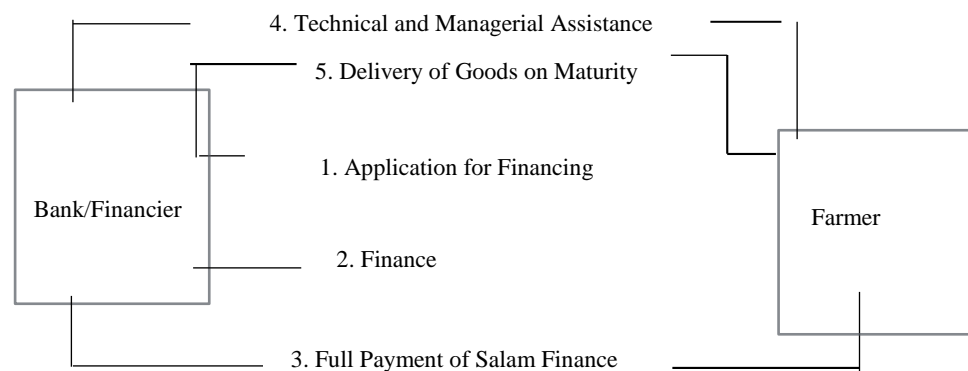 4. Technical and Managerial Assistance
5. Delivery of Goods on Maturity
1. Application for Financing
Bank/Financier
Farmer
2. Finance
3. Full Payment of Salam Finance